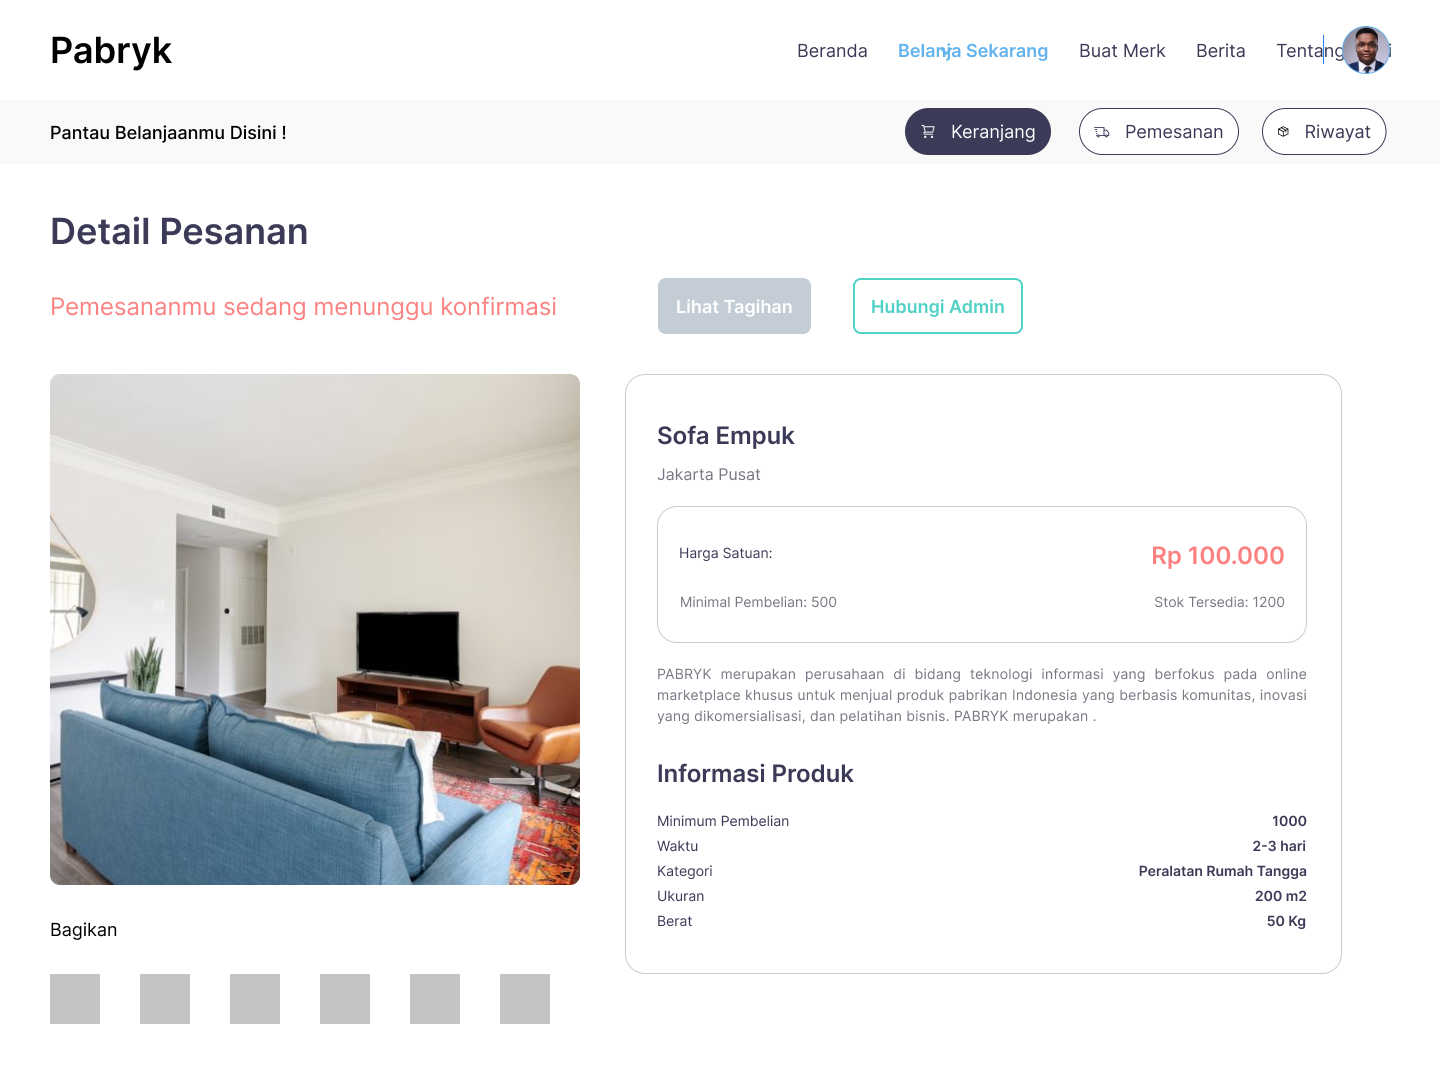 Pabryk
Beranda Belanja Sekarang Buat Merk Berita Tentang
Pantau Belanjaanmu Disini !
Keranjang Pemesanan Riwayat
Detail Pesanan
Pemesananmu sedang menunggu konfirmasi
Lihat Tagihan Hubungi Admin
Sofa Empuk
Jakarta Pusat
Harga Satuan: Rp 100.000
Minimal Pembelian: 500 Stok Tersedia: 1200
PABRYK merupakan perusahaan di bidang teknologi informasi yang berfokus pada online
marketplace khusus untuk menjual produk pabrikan Indonesia yang berbasis komunitas, inovasi
yang dikomersialisasi, dan pelatihan bisnis. PABRYK merupakan .
Informasi Produk
Minimum Pembelian 1000
Waktu 2-3 hari
Kategori Peralatan Rumah Tangga
Ukuran 200 m2
Berat 50 Kg
Bagikan